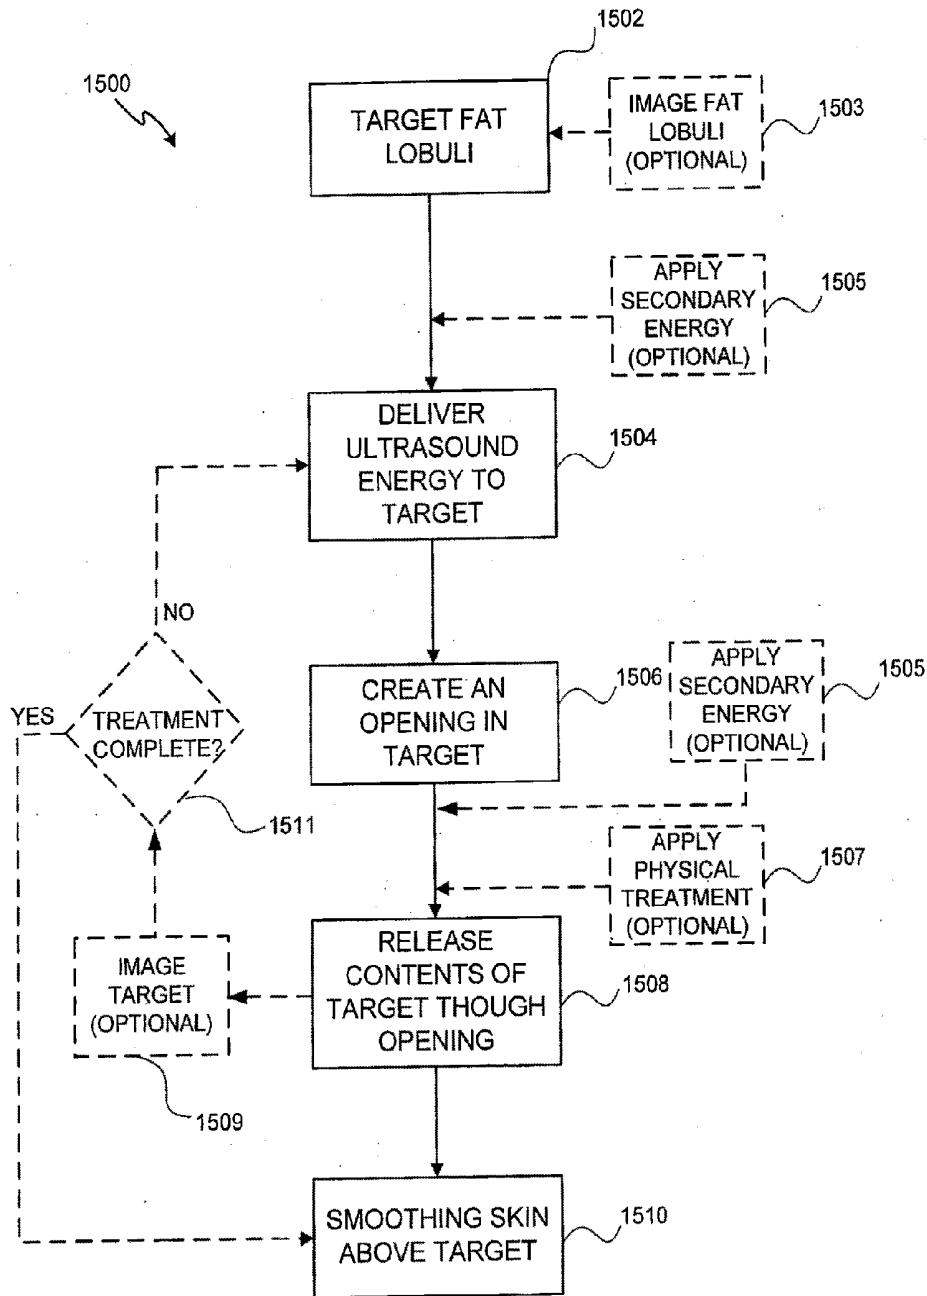 1502
1500
TARGET FAT
LOBULI
IMAGE FAT
LOBULI
(OPTIONAL)
1503
APPLY
SECONDARY
ENERGY
(OPTIONAL)
1505
DELIVER
ULTRASOUND
ENERGY TO
TARGET
1504
NO
YES
TREATMENT
COMPLETE?
1511
CREATE AN
OPENING IN
TARGET
1506
APPLY
SECONDARY
ENERGY
(OPTIONAL)
1505
APPLY
PHYSICAL
TREATMENT
(OPTIONAL)
1507
IMAGE
TARGET
(OPTIONAL)
1509
RELEASE
CONTENTS OF
TARGET THOUGH
OPENING
1508
SMOOTHING SKIN
ABOVE TARGET
1510